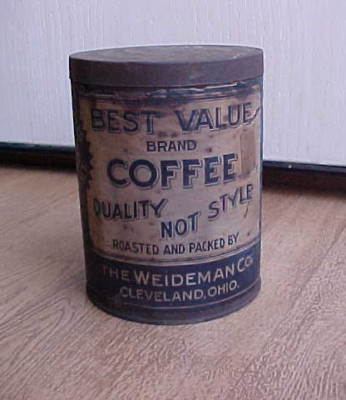 BEST VALUE
BRAND
COFFEE
QUALITY
NOT STYLE
ROASTED AND PACKED BY
THE WEIDEMAN CO.
CLEVELAND, OHIO.